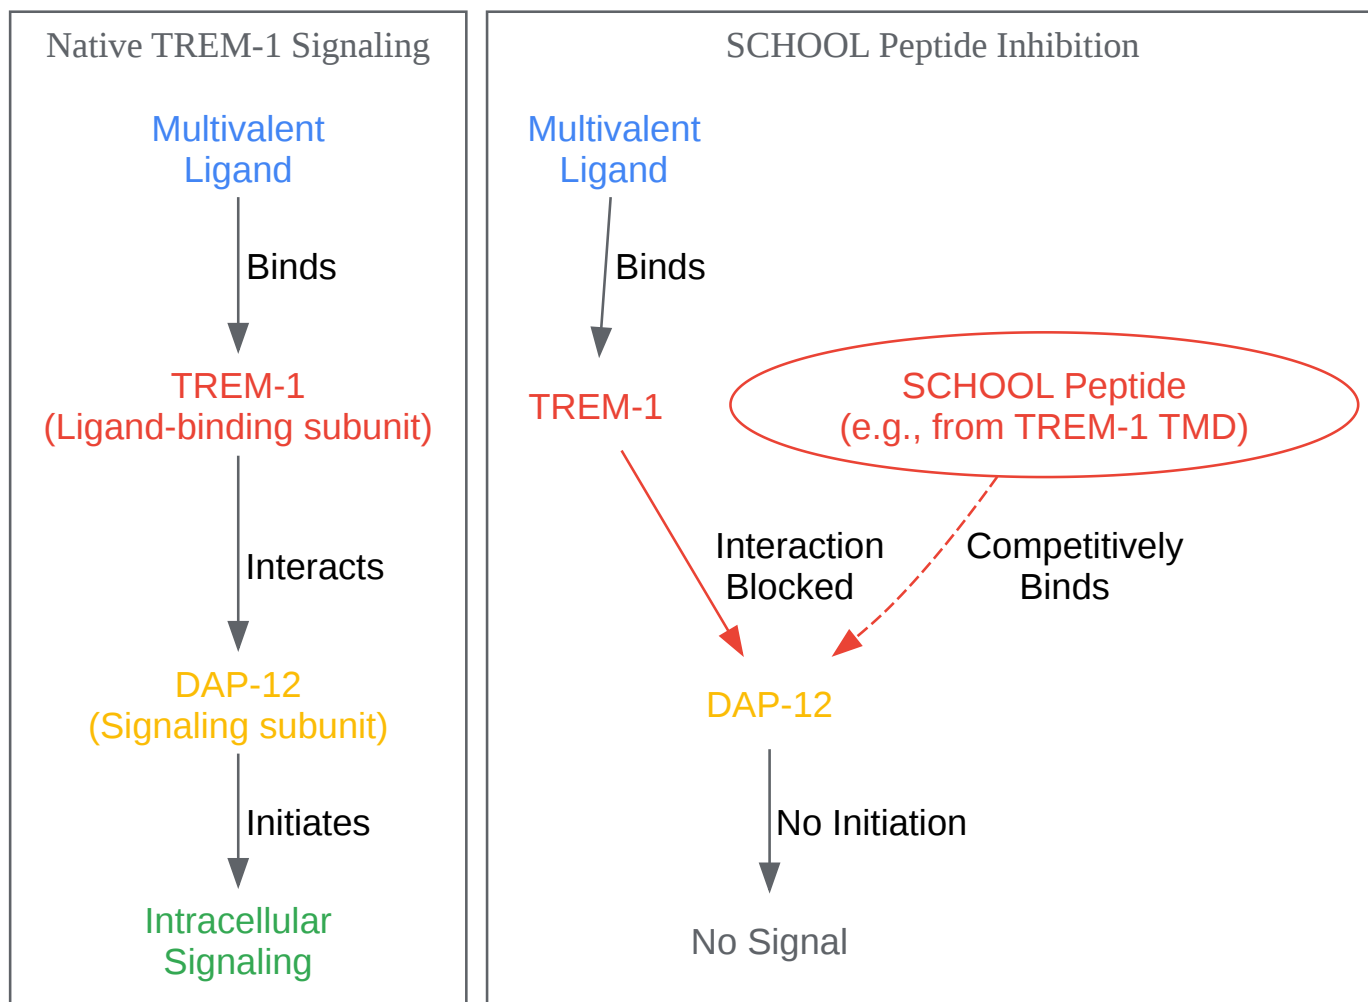 Native TREM-1 Signaling
Multivalent
Ligand
Binds
TREM-1
(Ligand-binding subunit)
Interacts
DAP-12
(Signaling subunit)
Initiates
Intracellular
Signaling
SCHOOL Peptide Inhibition
Multivalent
Ligand
Binds
TREM-1
SCHOOL Peptide
(e.g., from TREM-1 TMD)
Interaction
Blocked
Competitively
Binds
DAP-12
No Initiation
No Signal